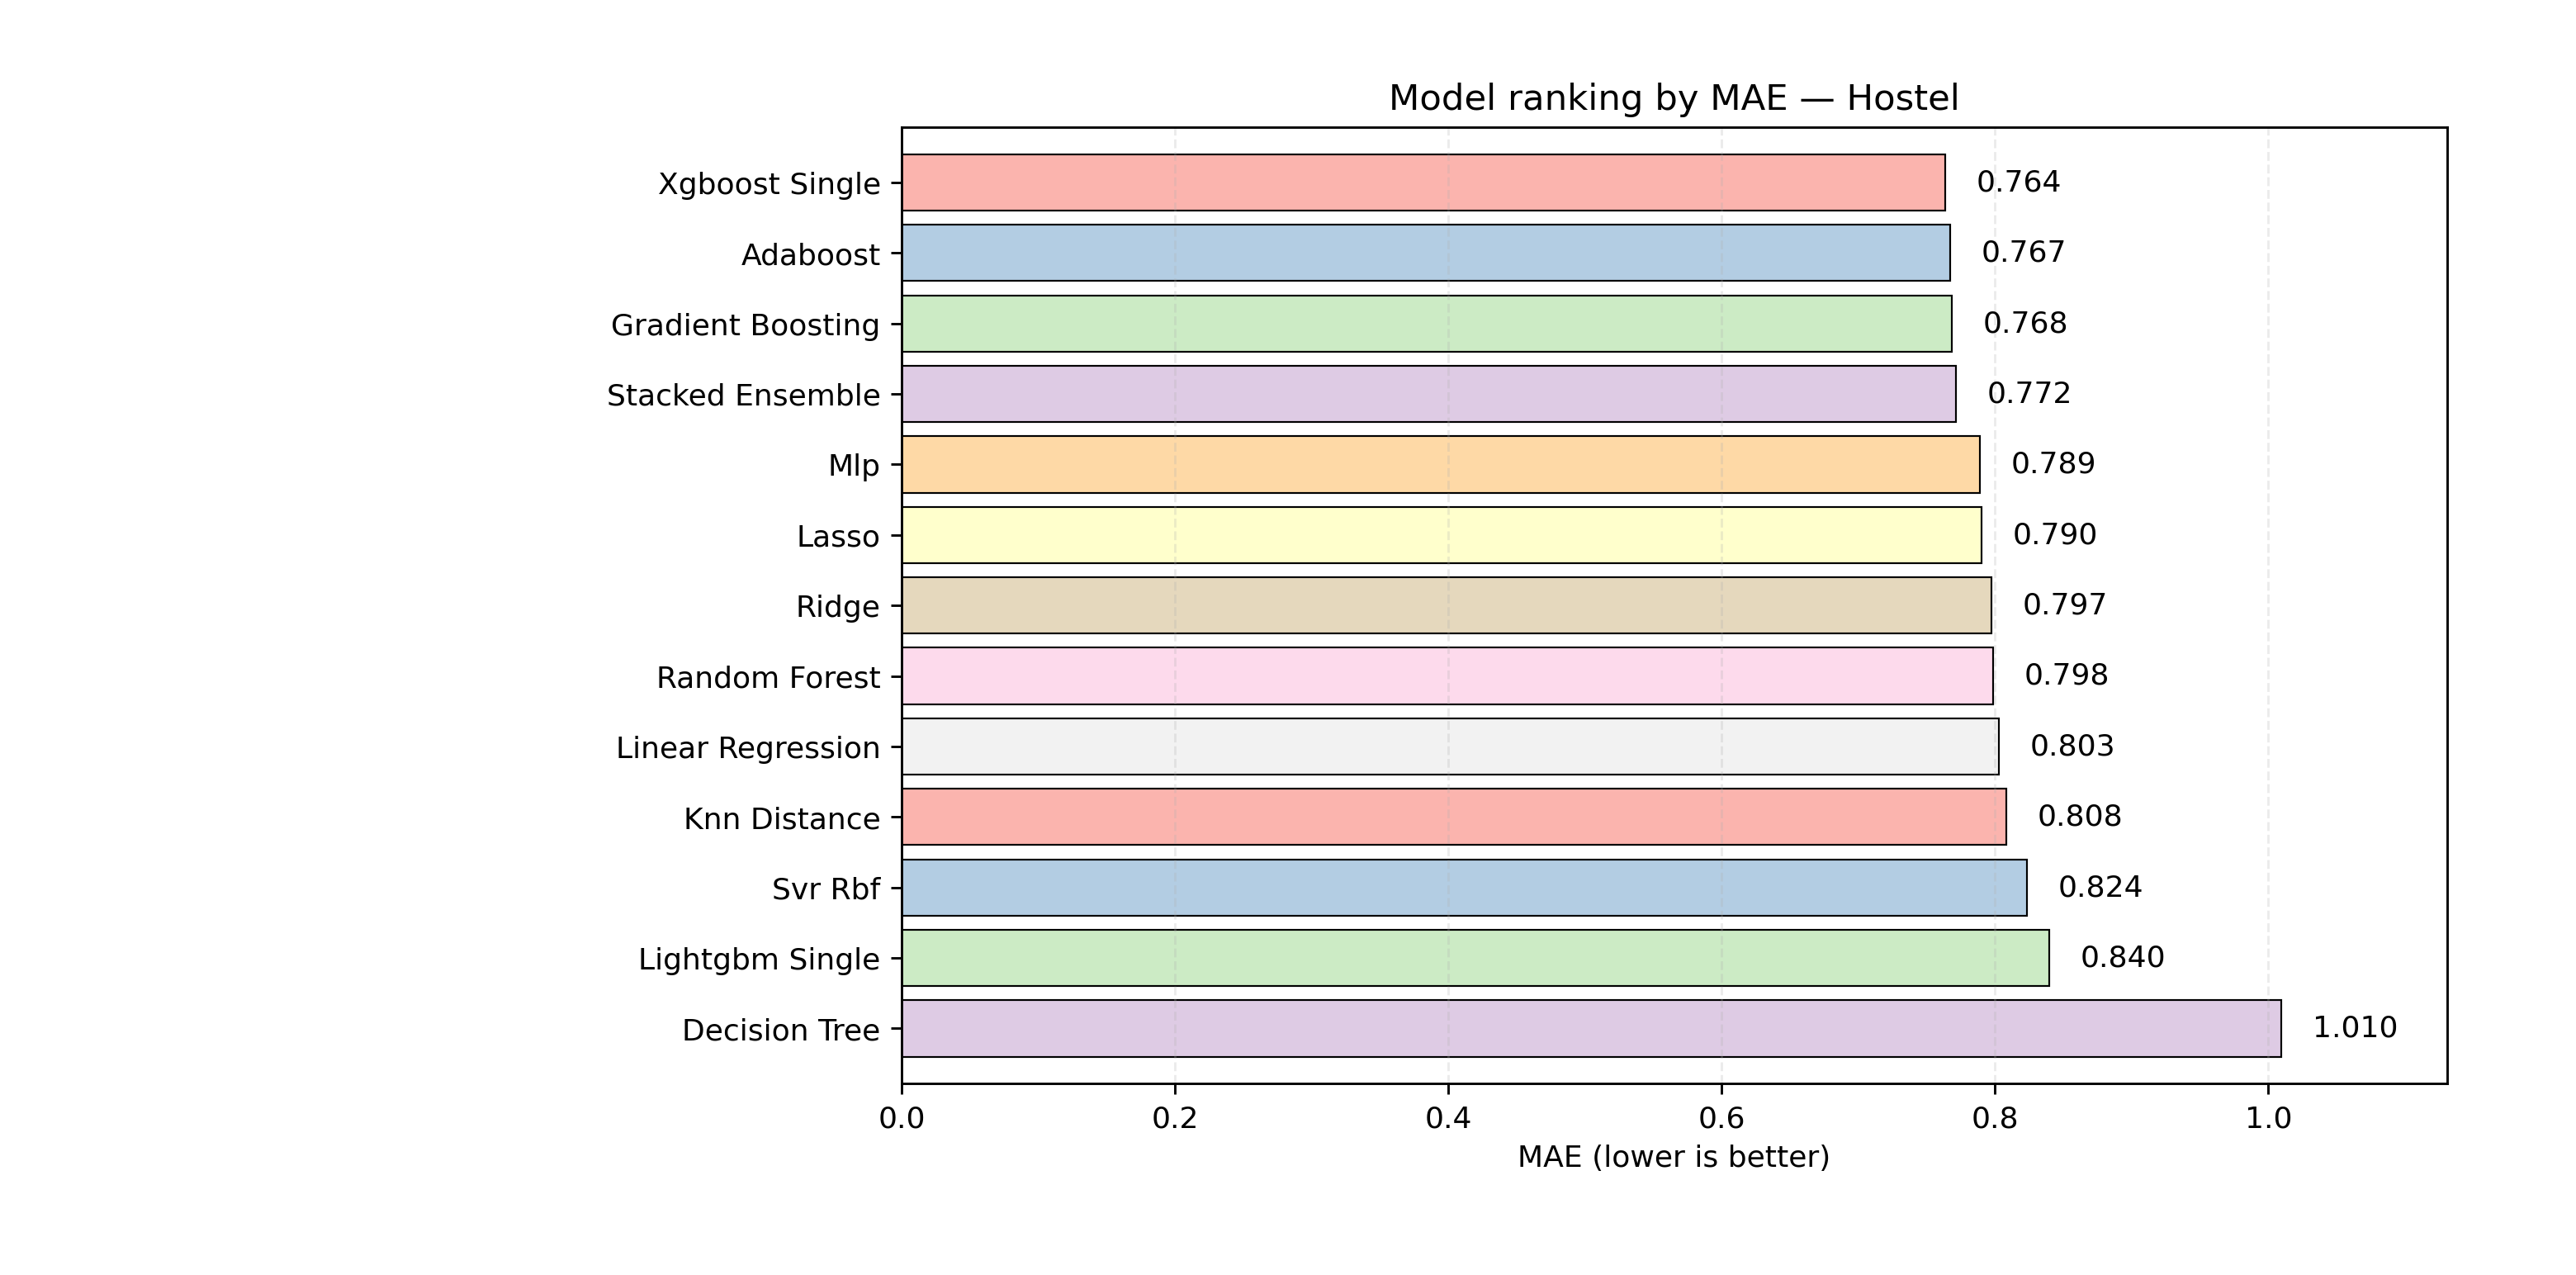 Model ranking by MAE — Hostel
Xgboost Single 0.764
Adaboost 0.767
Gradient Boosting 0.768
Stacked Ensemble 0.772
Mlp 0.789
Lasso 0.790
Ridge 0.797
Random Forest 0.798
Linear Regression 0.803
Knn Distance 0.808
Svr Rbf 0.824
Lightgbm Single 0.840
Decision Tree 1.010
0.0 0.2 0.4 0.6 0.8 1.0
MAE (lower is better)